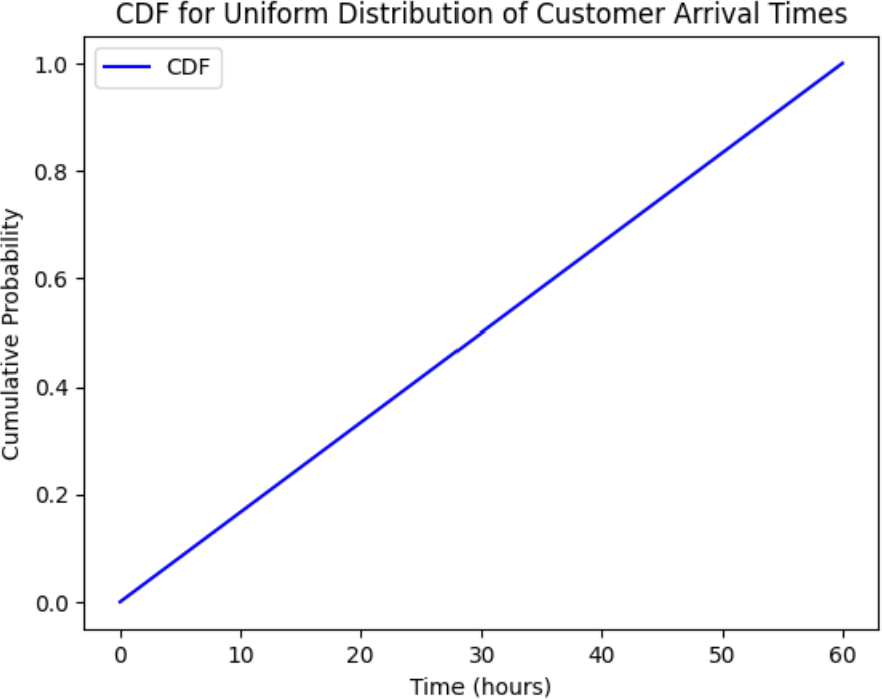 CDF for Uniform Distribution of Customer Arrival Times
CDF
1.0
0.8
0.6
0.4
0.2
0.0
Cumulative Probability
0 10 20 30 40 50 60
Time (hours)